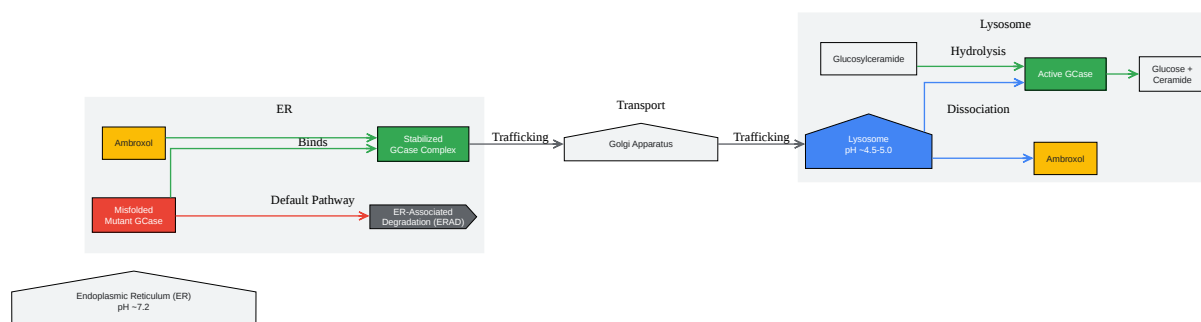 Lysosome
Glucosylceramide
Hydrolysis
Active GCase
Glucose +
Ceramide
Dissociation
Lysosome
pH ~4.5-5.0
Ambroxol
ER
Ambroxol
Binds
Stabilized
GCase Complex
Misfolded
Mutant GCase
Default Pathway
ER-Associated
Degradation (ERAD)
Trafficking
Transport
Golgi Apparatus
Trafficking
Endoplasmic Reticulum (ER)
pH ~7.2